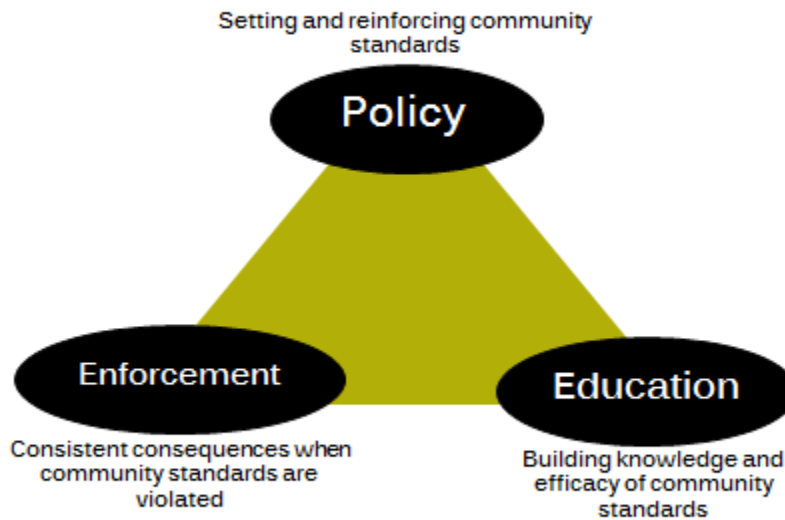 Setting and reinforcing community
standards
Policy
Enforcement
Education
Consistent consequences when
community standards are
violated
Building knowledge and
efficacy of community
standards